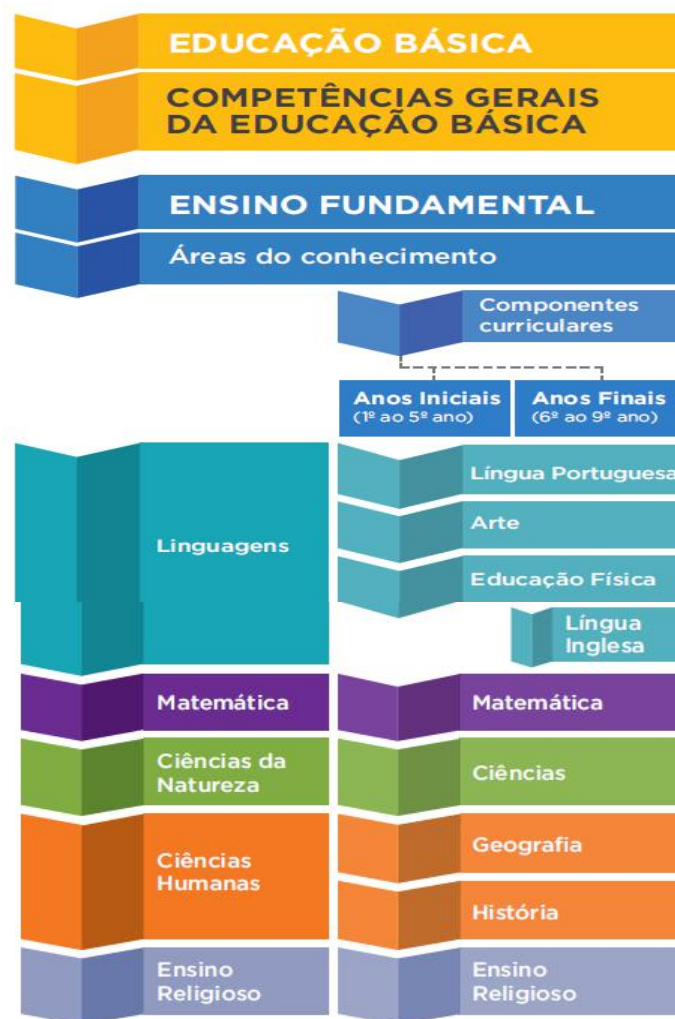 EDUCAÇÃO BÁSICA
COMPETÊNCIAS GERAIS
DA EDUCAÇÃO BÁSICA
ENSINO FUNDAMENTAL
Áreas do conhecimento
Componentes
curriculares
Anos Iniciais
(1º ao 5º ano)
Anos Finais
(6º ao 9º ano)
Linguagens
Língua Portuguesa
Arte
Educação Física
Língua
Inglesa
Matemática
Matemática
Ciências da
Natureza
Ciências
Ciências
Humanas
Geografia
História
Ensino
Religioso
Ensino
Religioso